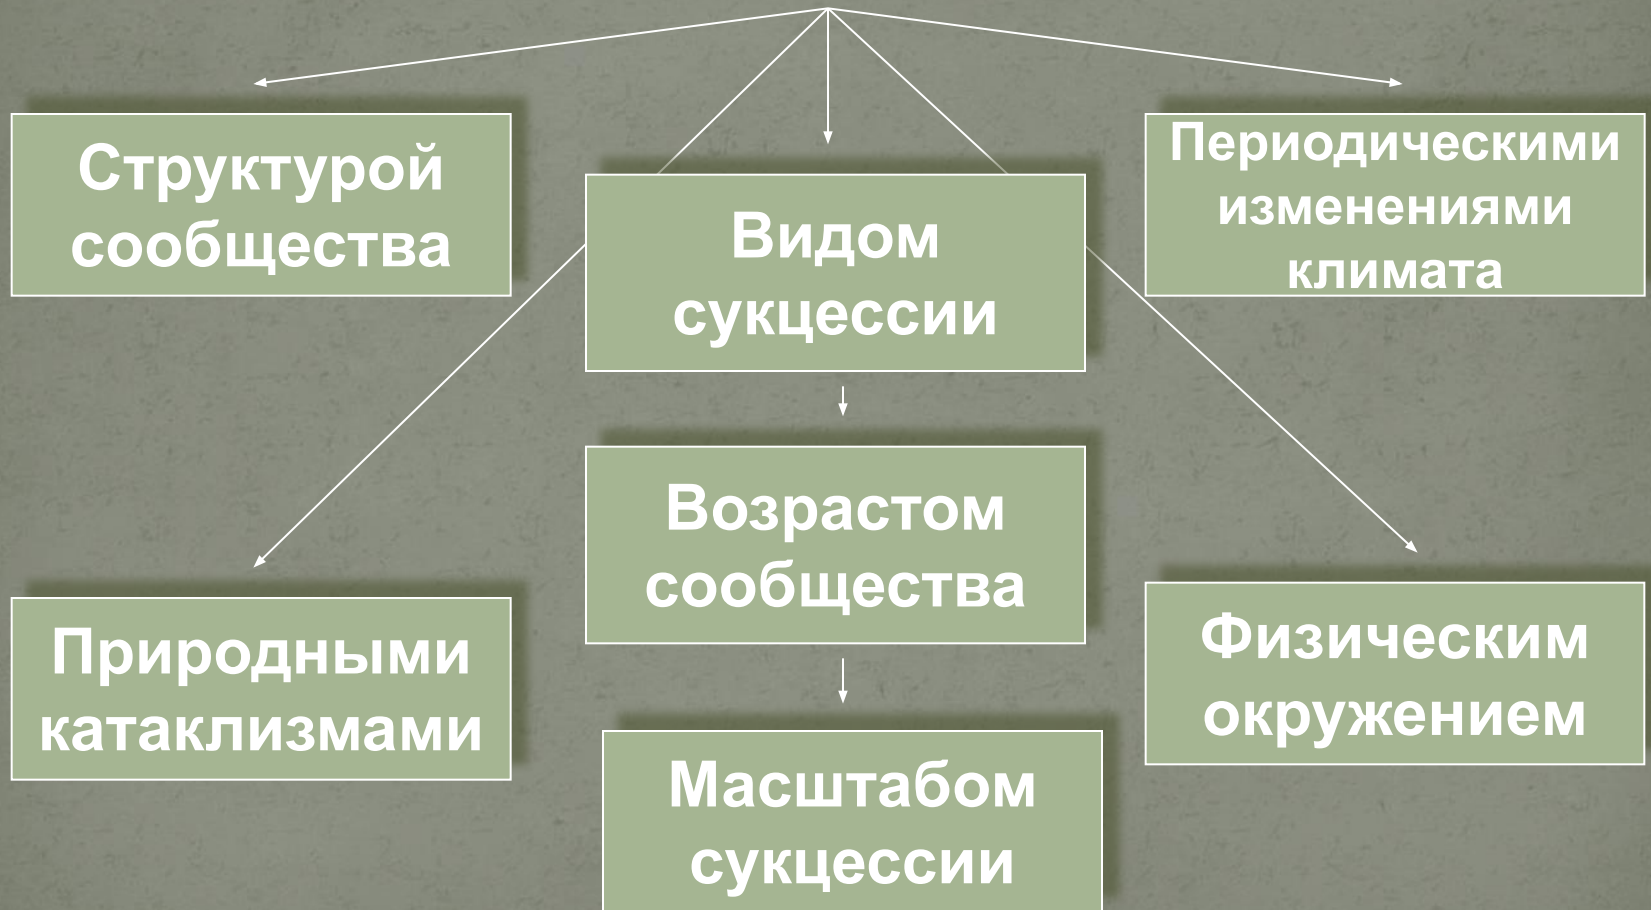 Структурой
сообщества
Видом
сукцессии
Периодическими
изменениями
климата
Возрастом
сообщества
Природными
катаклизмами
Физическим
окружением
Масштабом
сукцессии